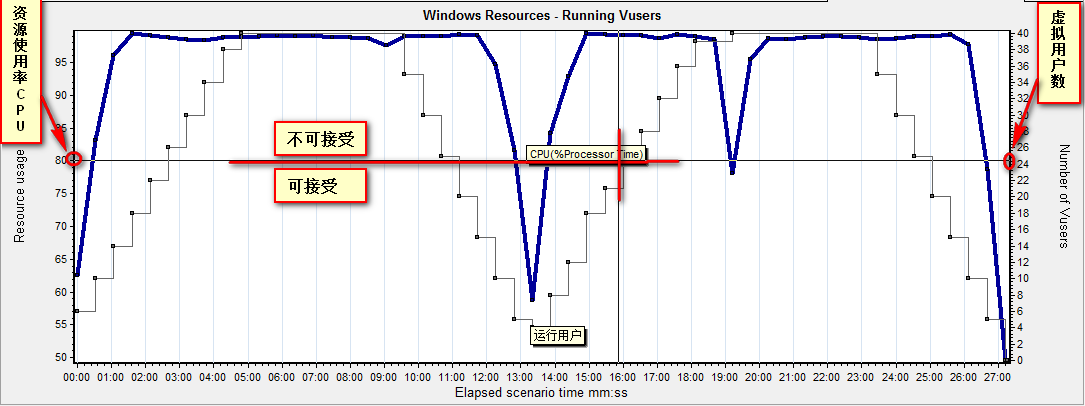 Windows Resources - Running Vusers
资源使用率CPU
虚拟用户数
95
90
85
80
75
70
65
60
55
50
Resource usage
不可接受
可接受
CPU(%Processor Time)
运行用户
40
38
36
34
32
30
28
26
24
22
20
18
16
14
12
10
8
6
4
2
0
Number of Vusers
00:00 01:00 02:00 03:00 04:00 05:00 06:00 07:00 08:00 09:00 10:00 11:00 12:00 13:00 14:00 15:00 16:00 17:00 18:00 19:00 20:00 21:00 22:00 23:00 24:00 25:00 26:00 27:00
Elapsed scenario time mm:ss